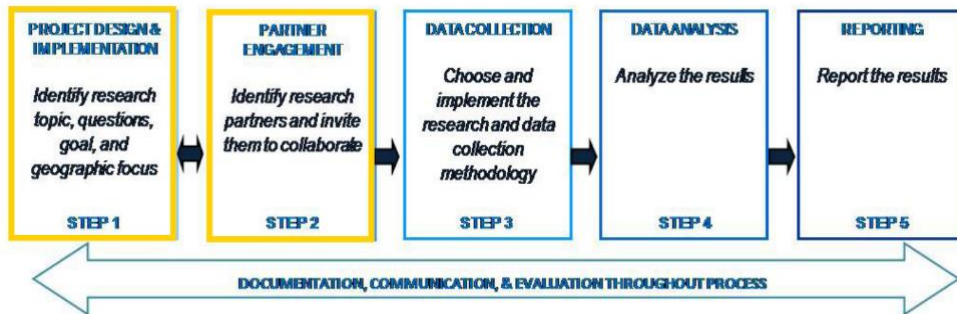 PROJECT DESIGN &
IMPLEMENTATION
Identify research
topic, questions,
goal, and
geographic focus
STEP 1
PARTNER
ENGAGEMENT
Identify research
partners and invite
them to collaborate
STEP 2
DATA COLLECTION
Choose and
implement the
research and data
collection
methodology
STEP 3
DATA ANALYSIS
Analyze the results
STEP 4
REPORTING
Report the results
STEP 5
DOCUMENTATION, COMMUNICATION, & EVALUATION THROUGHOUT PROCESS